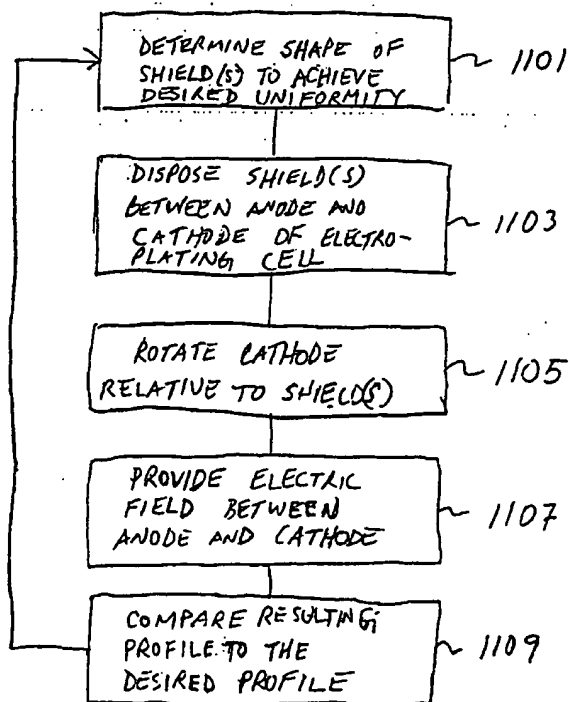 DETERMINE SHAPE OF
SHIELD(S) TO ACHIEVE
DESIRED UNIFORMITY
1101
DISPOSE SHIELD(S)
BETWEEN ANODE AND
CATHODE OF ELECTRO-
PLATING CELL
1103
ROTATE CATHODE
RELATIVE TO SHIELD(S)
1105
PROVIDE ELECTRIC
FIELD BETWEEN
ANODE AND CATHODE
1107
COMPARE RESULTING
PROFILE TO THE
DESIRED PROFILE
1109